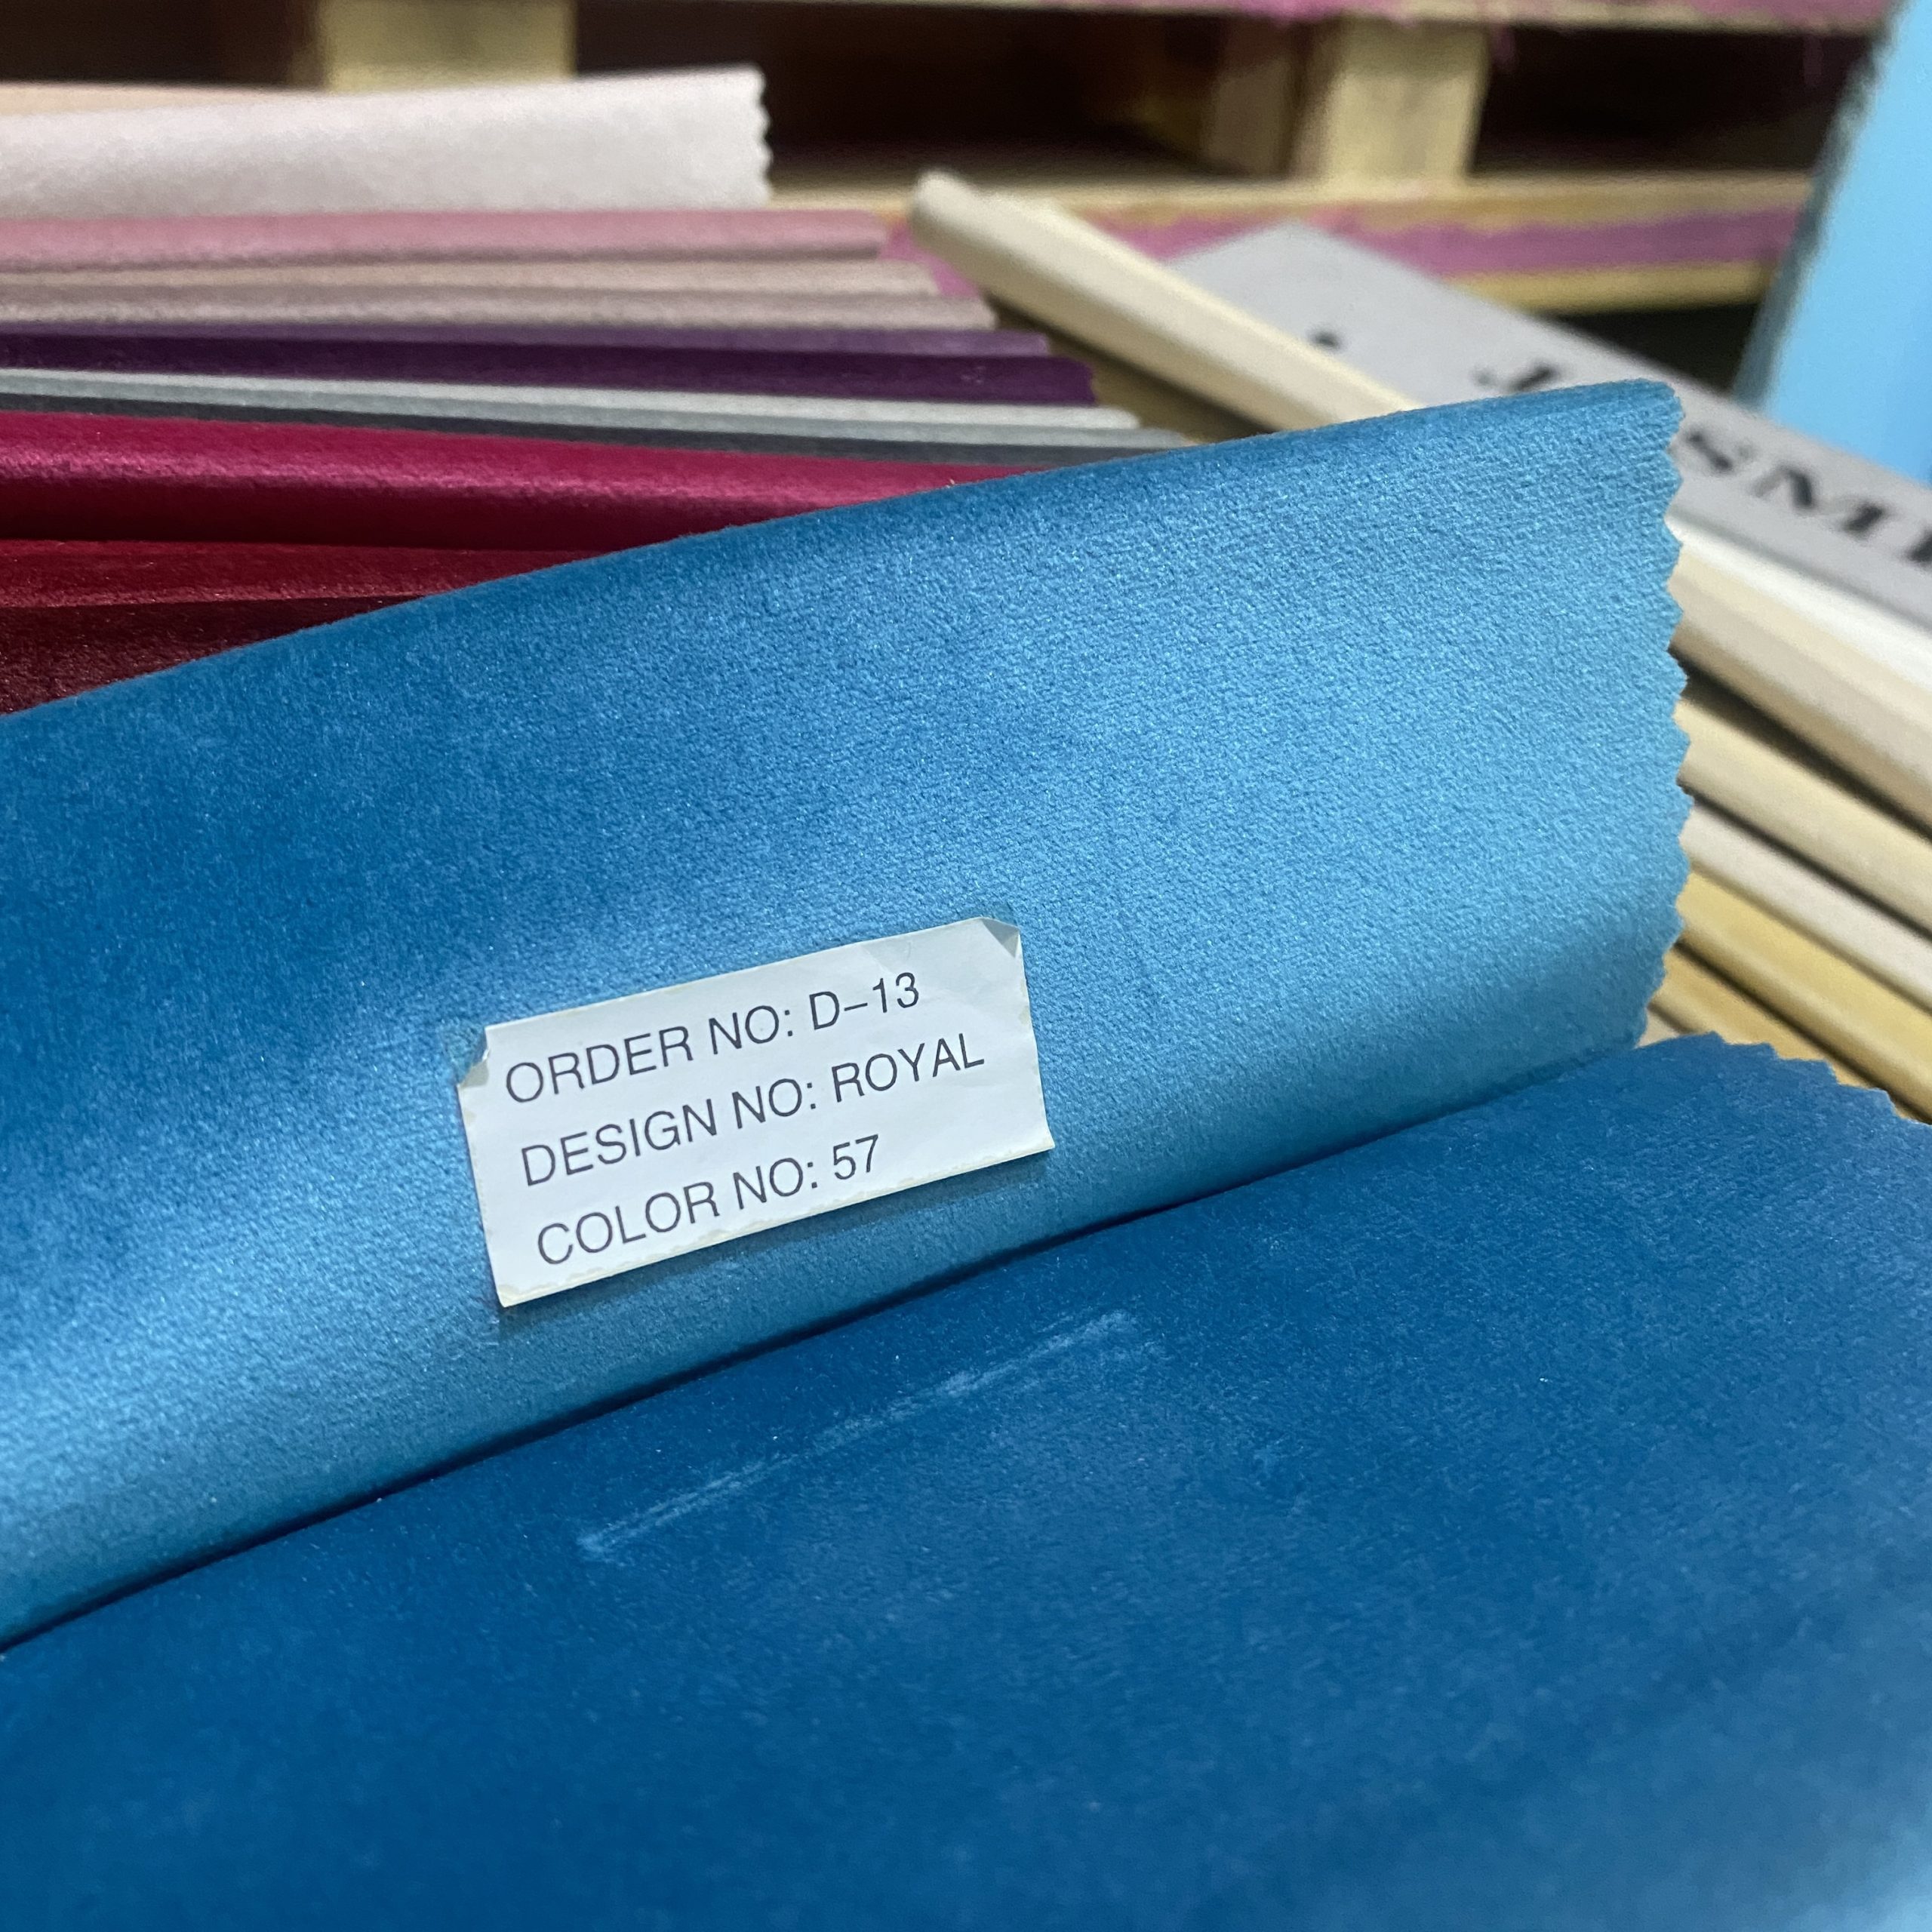 ORDER NO: D-13
DESIGN NO: ROYAL
COLOR NO: 57